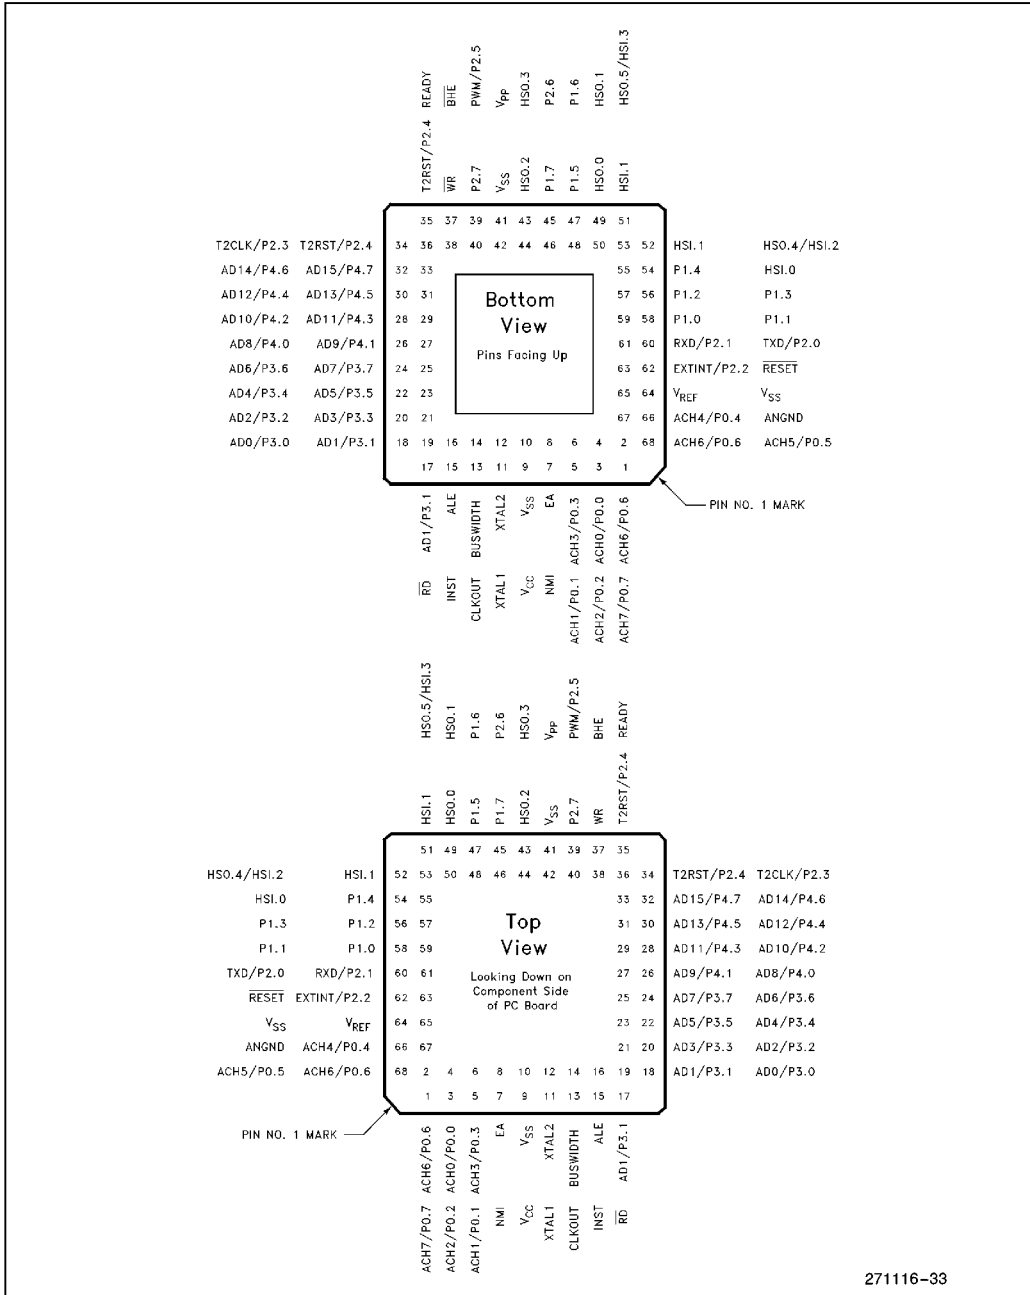 READY BHE PWM/P2.5 VPP HSO.3 P2.6 P1.6 HSO.1 HSO.5/HSI.3
T2RST/P2.4 WR P2.7 VSS HSO.2 P1.7 P1.5 HSO.0 HSI.1
35 37 39 41 43 45 47 49 51
T2CLK/P2.3 T2RST/P2.4 34 36 38 40 42 44 46 48 50 53 52 HSI.1 HSO.4/HSI.2
AD14/P4.6 AD15/P4.7 32 33 55 54 P1.4 HSI.0
AD12/P4.4 AD13/P4.5 30 31 Bottom 57 56 P1.2 P1.3
AD10/P4.2 AD11/P4.3 28 29 View 59 58 P1.0 P1.1
AD8/P4.0 AD9/P4.1 26 27 Pins Facing Up 61 60 RXD/P2.1 TXD/P2.0
AD6/P3.6 AD7/P3.7 24 25 63 62 EXTINT/P2.2 RESET
AD4/P3.4 AD5/P3.5 22 23 65 64 VREF VSS
AD2/P3.2 AD3/P3.3 20 21 67 66 ACH4/P0.4 ANGND
AD0/P3.0 AD1/P3.1 18 19 16 14 12 10 8 6 4 2 68 ACH6/P0.6 ACH5/P0.5
17 15 13 11 9 7 5 3 1
PIN NO. 1 MARK
AD1/P3.1 ALE BUSWIDTH XTAL2 VSS EA ACH3/P0.3 ACH0/P0.0 ACH6/P0.6
RD INST CLKOUT XTAL1 VCC NMI ACH1/P0.1 ACH2/P0.2 ACH7/P0.7
HSO.5/HSI.3 HSO.1 P1.6 P2.6 HSO.3 VPP PWM/P2.5 BHE READY
HSI.1 HSO.0 P1.5 P1.7 HSO.2 VSS P2.7 WR T2RST/P2.4
51 49 47 45 43 41 39 37 35
HSO.4/HSI.2 HSI.1 52 53 50 48 46 44 42 40 38 36 34 T2RST/P2.4 T2CLK/P2.3
HSI.0 P1.4 54 55 33 32 AD15/P4.7 AD14/P4.6
P1.3 P1.2 56 57 Top 31 30 AD13/P4.5 AD12/P4.4
P1.1 P1.0 58 59 View 29 28 AD11/P4.3 AD10/P4.2
TXD/P2.0 RXD/P2.1 60 61 Looking Down on 27 26 AD9/P4.1 AD8/P4.0
RESET EXTINT/P2.2 62 63 Component Side 25 24 AD7/P3.7 AD6/P3.6
of PC Board
VSS VREF 64 65 23 22 AD5/P3.5 AD4/P3.4
ANGND ACH4/P0.4 66 67 21 20 AD3/P3.3 AD2/P3.2
ACH5/P0.5 ACH6/P0.6 68 2 4 6 8 10 12 14 16 19 18 AD1/P3.1 AD0/P3.0
1 3 5 7 9 11 13 15 17
PIN NO. 1 MARK
ACH6/P0.6 ACH0/P0.0 ACH3/P0.3 EA VSS XTAL2 BUSWIDTH ALE AD1/P3.1
ACH7/P0.7 ACH2/P0.2 ACH1/P0.1 NMI VCC XTAL1 CLKOUT INST RD
271116-33